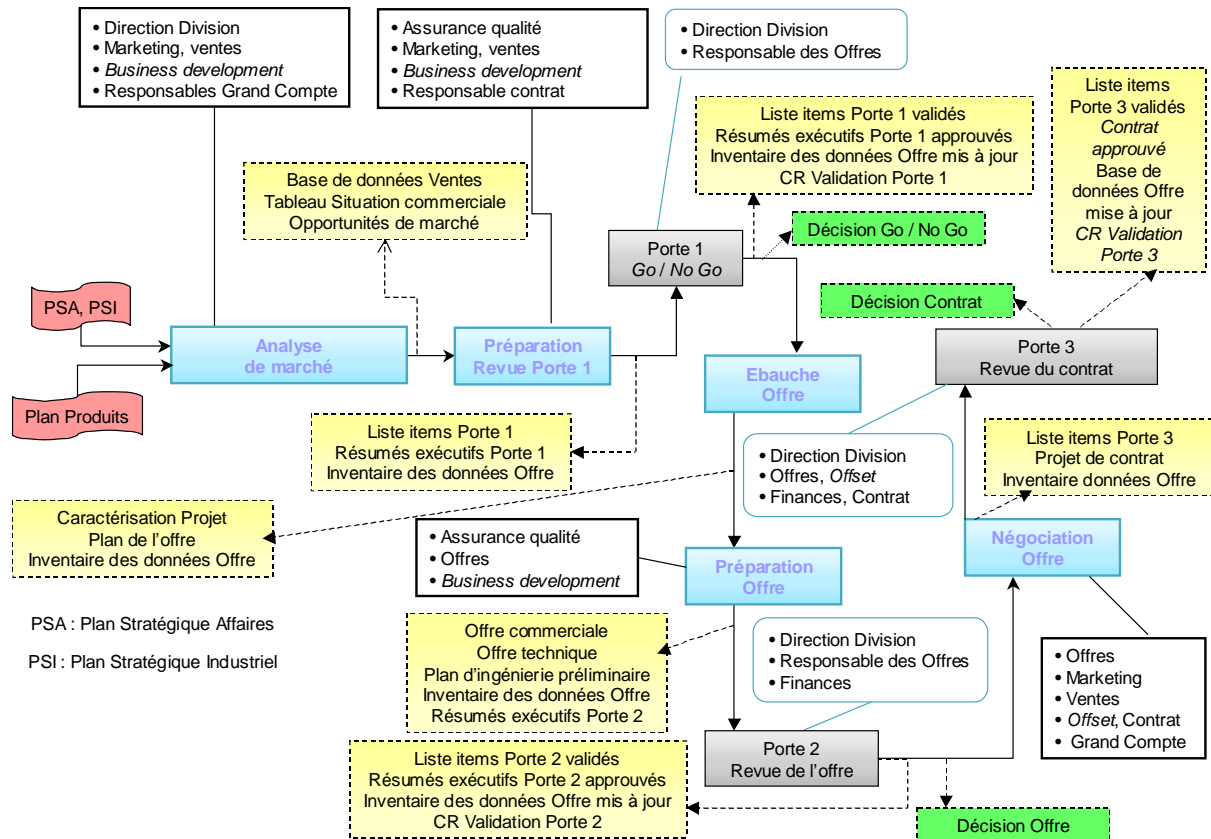 • Direction Division
• Marketing, ventes
• Business development
• Responsables Grand Compte
• Assurance qualité
• Marketing, ventes
• Business development
• Responsable contrat
• Direction Division
• Responsable des Offres
Liste items
Porte 3 validés
Contrat
approuvé
Base de
données Offre
mise à jour
CR Validation
Porte 3
Liste items Porte 1 validés
Résumés exécutifs Porte 1 approuvés
Inventaire des données Offre mis à jour
CR Validation Porte 1
Base de données Ventes
Tableau Situation commerciale
Opportunités de marché
Décision Go / No Go
Porte 1
Go / No Go
PSA, PSI
Décision Contrat
Analyse
de marché
Préparation
Revue Porte 1
Porte 3
Revue du contrat
Ebauche
Offre
Plan Produits
Liste items Porte 1
Résumés exécutifs Porte 1
Inventaire des données Offre
• Direction Division
• Offres, Offset
• Finances, Contrat
Liste items Porte 3
Projet de contrat
Inventaire données Offre
Caractérisation Projet
Plan de l’offre
Inventaire des données Offre
• Assurance qualité
• Offres
• Business development
Préparation
Offre
Négociation
Offre
PSA : Plan Stratégique Affaires
PSI : Plan Stratégique Industriel
Offre commerciale
Offre technique
Plan d’ingénierie préliminaire
Inventaire des données Offre
Résumés exécutifs Porte 2
• Direction Division
• Responsable des Offres
• Finances
• Offres
• Marketing
• Ventes
• Offset, Contrat
• Grand Compte
Porte 2
Revue de l’offre
Liste items Porte 2 validés
Résumés exécutifs Porte 2 approuvés
Inventaire des données Offre mis à jour
CR Validation Porte 2
Décision Offre